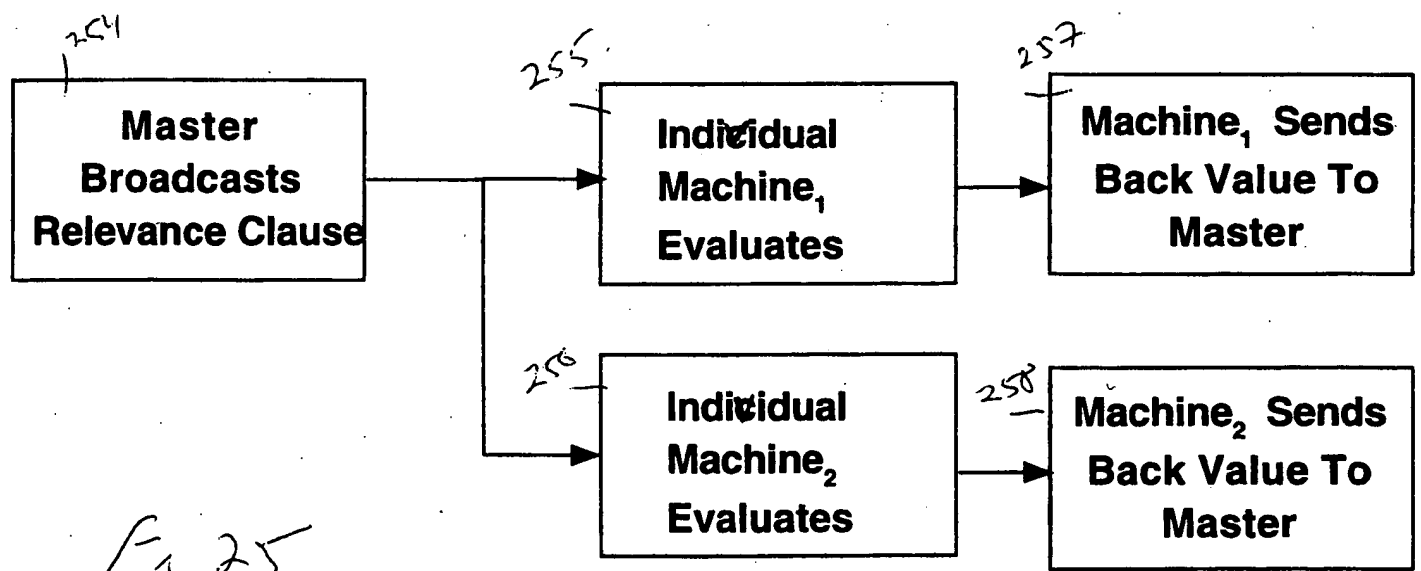 254
Master
Broadcasts
Relevance Clause
255
Individual
Machine₁
Evaluates
257
Machine₁ Sends
Back Value To
Master
Individual
Machine₂
Evaluates
258
Machine₂ Sends
Back Value To
Master
25